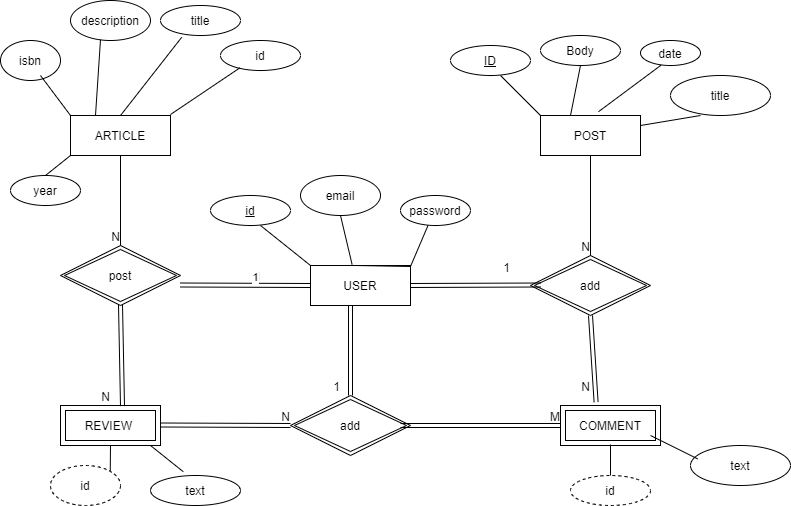 description
title
isbn
id
ARTICLE
year
ID
Body
date
title
POST
id
email
password
N
N
post
1
USER
1
add
N
1
N
N
M
REVIEW
add
COMMENT
id
text
text
id